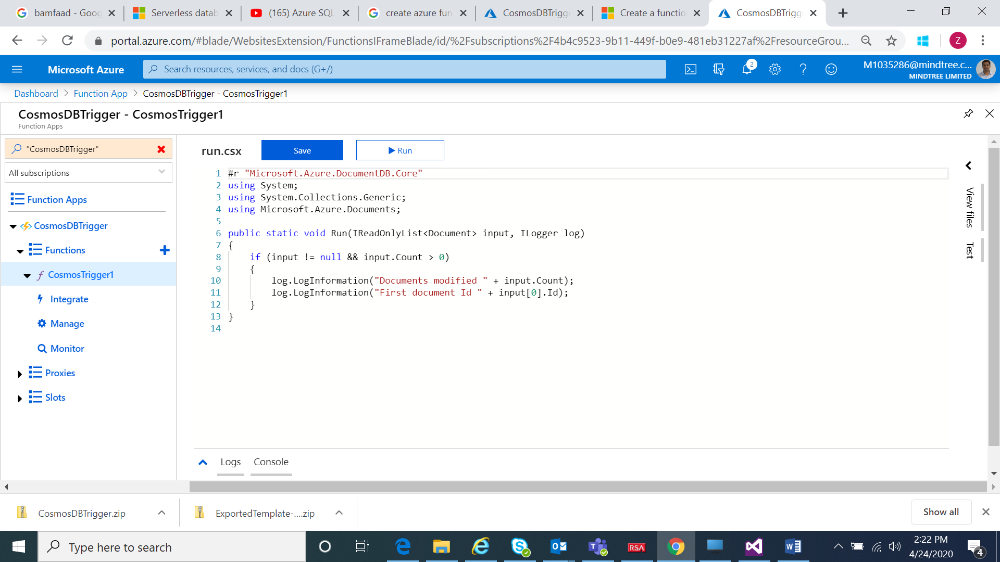 bamfaad - Goog
Serverless datab
(165) Azure SQL
create azure fun
CosmosDBTrigge
Create a functio
CosmosDBTrigg
portal.azure.com/#blade/WebsitesExtension/FunctionsIFrameBlade/id/%2Fsubscriptions%2F4b4c9523-9b11-449f-b0e9-481eb31227af%2FresourceGrou...
Z
Microsoft Azure
Search resources, services, and docs (G+/)
2
M1035286@mindtree.c...
MINDTREE LIMITED
Dashboard > Function App > CosmosDBTrigger - CosmosTrigger1
CosmosDBTrigger - CosmosTrigger1
Function Apps
"CosmosDBTrigger"
All subscriptions
Function Apps
CosmosDBTrigger
Functions
CosmosTrigger1
Integrate
Manage
Monitor
Proxies
Slots
run.csx
Save
Run
1 #r "Microsoft.Azure.DocumentDB.Core"
2 using System;
3 using System.Collections.Generic;
4 using Microsoft.Azure.Documents;
5
6 public static void Run(IReadOnlyList<Document> input, ILogger log)
7 {
8     if (input != null && input.Count > 0)
9     {
10         log.LogInformation("Documents modified " + input.Count);
11         log.LogInformation("First document Id " + input[0].Id);
12     }
13 }
14
View files
Test
Logs
Console
CosmosDBTrigger.zip
ExportedTemplate-....zip
Show all
Type here to search
RSA
2:22 PM
4/24/2020
4